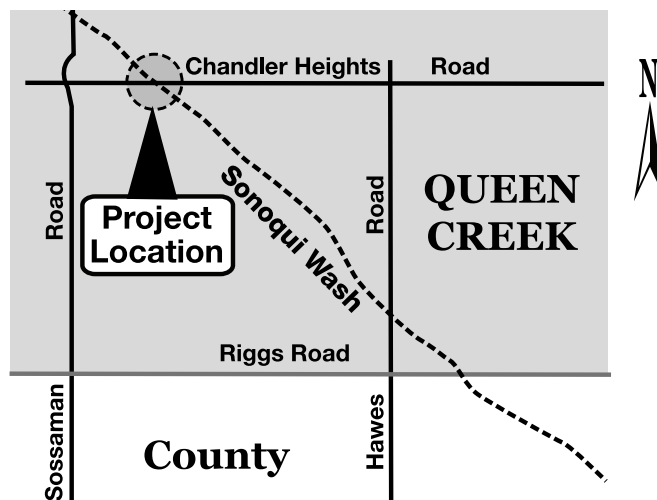 Chandler Heights Road
N
Road
Project
Location
Sonoqui Wash
Road
QUEEN
CREEK
Riggs Road
Sossaman
County
Hawes